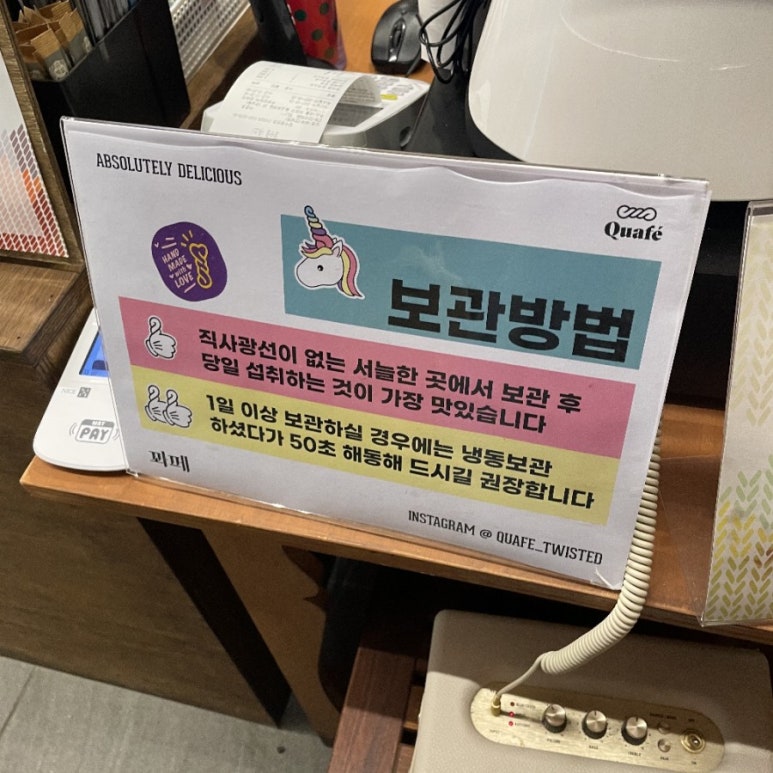 ABSOLUTELY DELICIOUS
Quafé
HAND
MADE
with
LOVE
보관방법
직사광선이 없는 서늘한 곳에서 보관 후
당일 섭취하는 것이 가장 맛있습니다
1일 이상 보관하실 경우에는 냉동보관
하셨다가 50초 해동해 드시길 권장합니다
꽈페
INSTAGRAM @ QUAFE_TWISTED
PAY